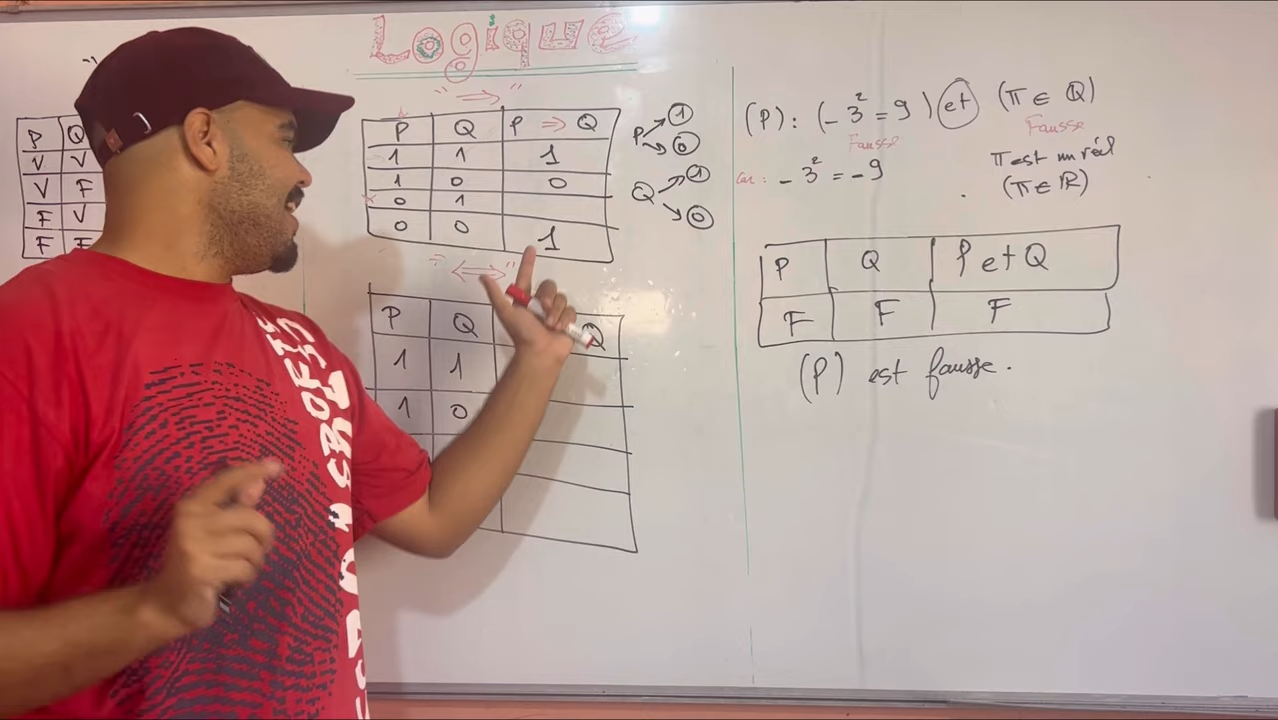 Logique
P Q
V V
V F
F V
F F
" ⇒ "
P Q P ⇒ Q
1 1 1
1 0 0
0 1
0 0 1
P 1
0
Q 1
0
" ⇔ "
P Q Q
1 1
1 0
(P): (-3² = 9) et (π ∈ Q)
Fausse Fausse
Car: -3² = -9
π est un réel
(π ∈ ℝ)
P Q P et Q
F F F
(P) est fausse.